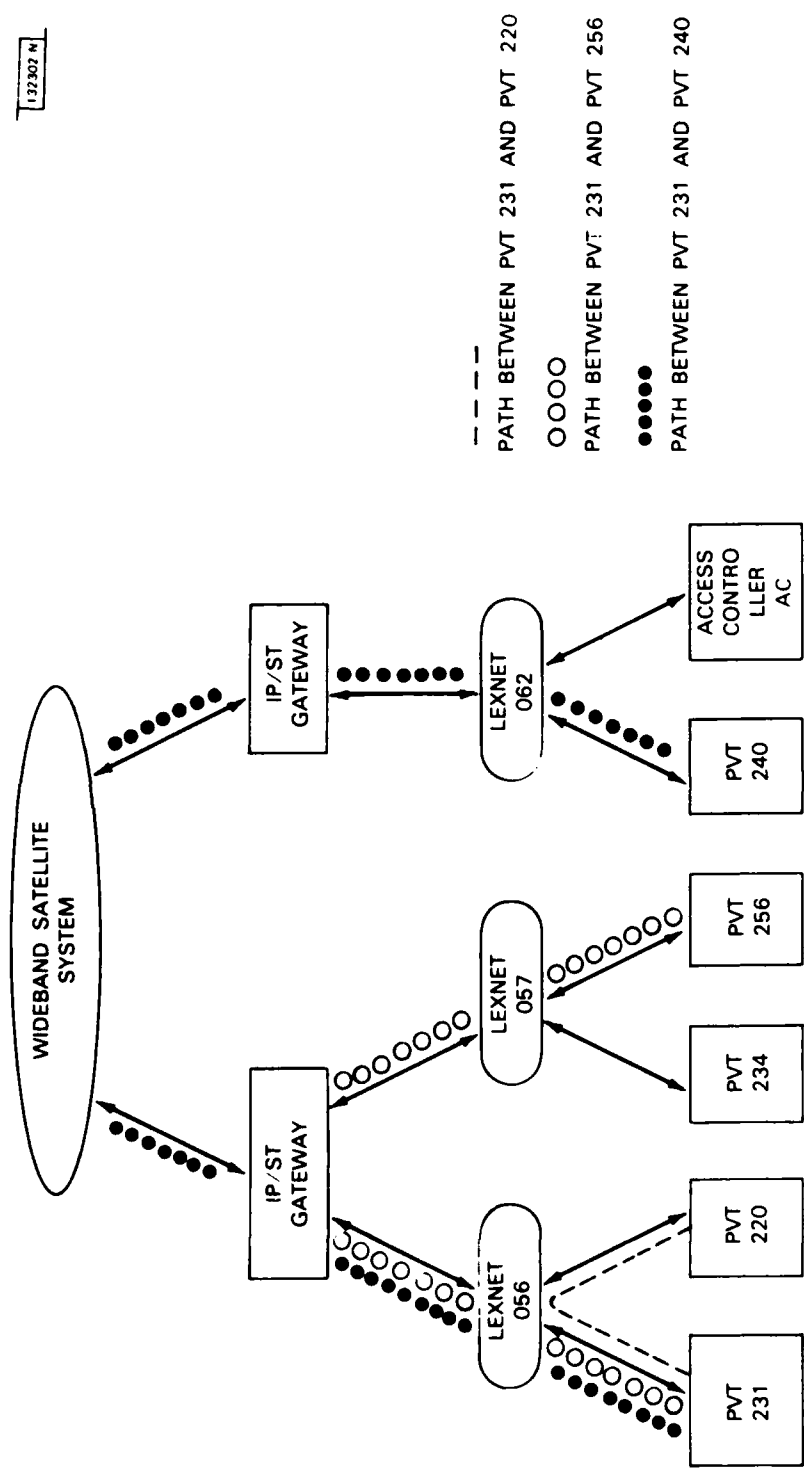 132302 N
WIDEBAND SATELLITE
SYSTEM
IP/ST
GATEWAY
IP/ST
GATEWAY
LEXNET
056
LEXNET
057
LEXNET
062
PVT
231
PVT
220
PVT
234
PVT
256
PVT
240
ACCESS
CONTRO
LLER
AC
PATH BETWEEN PVT 231 AND PVT 220
PATH BETWEEN PVT 231 AND PVT 256
PATH BETWEEN PVT 231 AND PVT 240